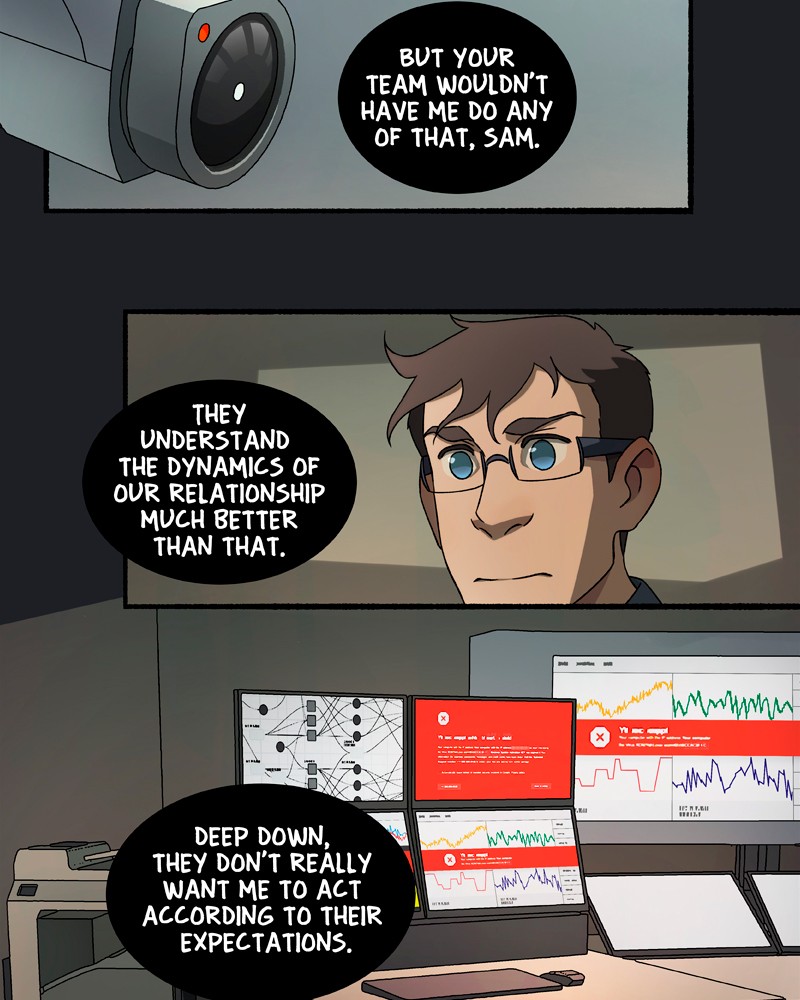 BUT YOUR
TEAM WOULDN'T
HAVE ME DO ANY
OF THAT, SAM.
THEY
UNDERSTAND
THE DYNAMICS OF
OUR RELATIONSHIP
MUCH BETTER
THAN THAT.
DEEP DOWN,
THEY DON'T REALLY
WANT ME TO ACT
ACCORDING TO THEIR
EXPECTATIONS.